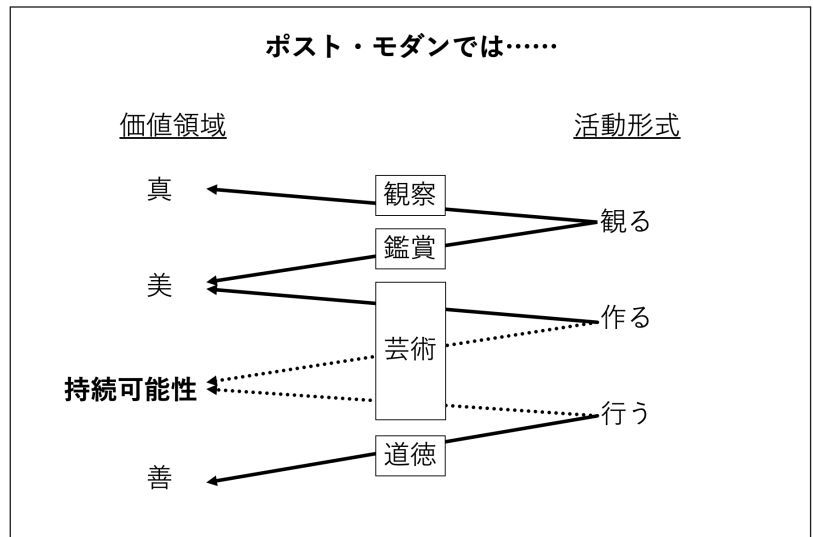 ポスト・モダンでは……
価値領域
活動形式
真
観察
観る
鑑賞
美
作る
芸術
持続可能性
行う
道徳
善